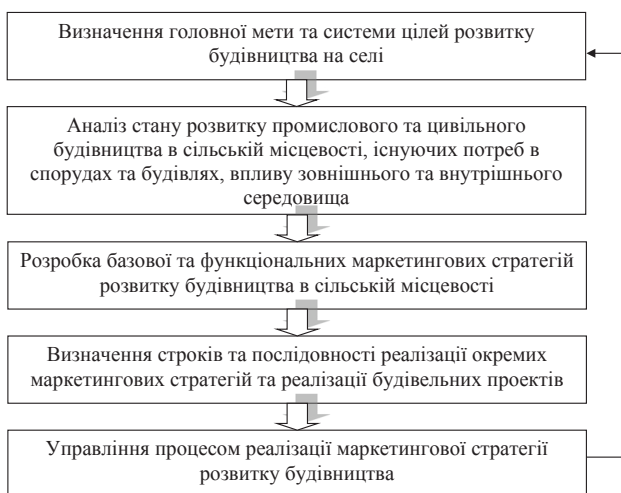 Визначення головної мети та системи цілей розвитку
будівництва на селі
Аналіз стану розвитку промислового та цивільного
будівництва в сільській місцевості, існуючих потреб в
спорудах та будівлях, впливу зовнішнього та внутрішнього
середовища
Розробка базової та функціональних маркетингових стратегій
розвитку будівництва в сільській місцевості
Визначення строків та послідовності реалізації окремих
маркетингових стратегій та реалізації будівельних проектів
Управління процесом реалізації маркетингової стратегії
розвитку будівництва